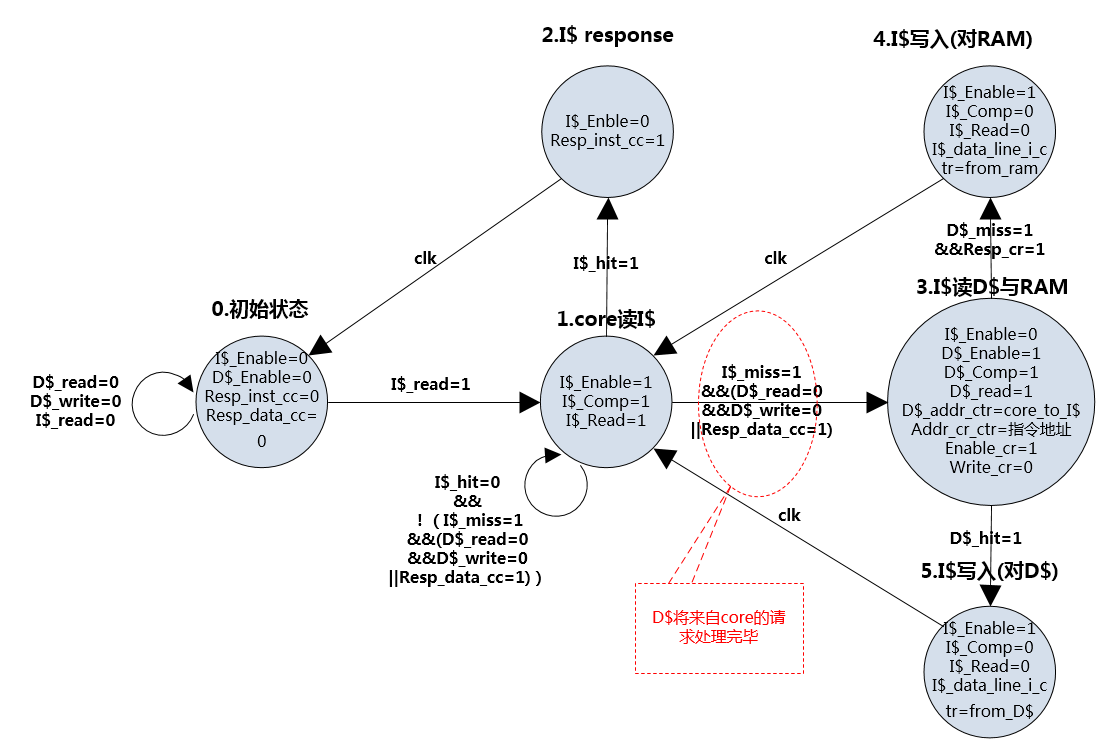 2.I$ response
I$_Enble=0
Resp_inst_cc=1
4.I$写入(对RAM)
I$_Enable=1
I$_Comp=0
I$_Read=0
I$_data_line_i_c
tr=from_ram
clk
I$_hit=1
clk
D$_miss=1
&&Resp_cr=1
0.初始状态
I$_Enable=0
D$_Enable=0
Resp_inst_cc=0
Resp_data_cc=
0
D$_read=0
D$_write=0
I$_read=0
I$_read=1
1.core读I$
I$_Enable=1
I$_Comp=1
I$_Read=1
I$_miss=1
&&(D$_read=0
&&D$_write=0
||Resp_data_cc=1)
3.I$读D$与RAM
I$_Enable=0
D$_Enable=1
D$_Comp=1
D$_read=1
D$_addr_ctr=core_to_I$
Addr_cr_ctr=指令地址
Enable_cr=1
Write_cr=0
I$_hit=0
&&
！（I$_miss=1
&&(D$_read=0
&&D$_write=0
||Resp_data_cc=1)）
clk
D$_hit=1
D$将来自core的请
求处理完毕
5.I$写入(对D$)
I$_Enable=1
I$_Comp=0
I$_Read=0
I$_data_line_i_c
tr=from_D$